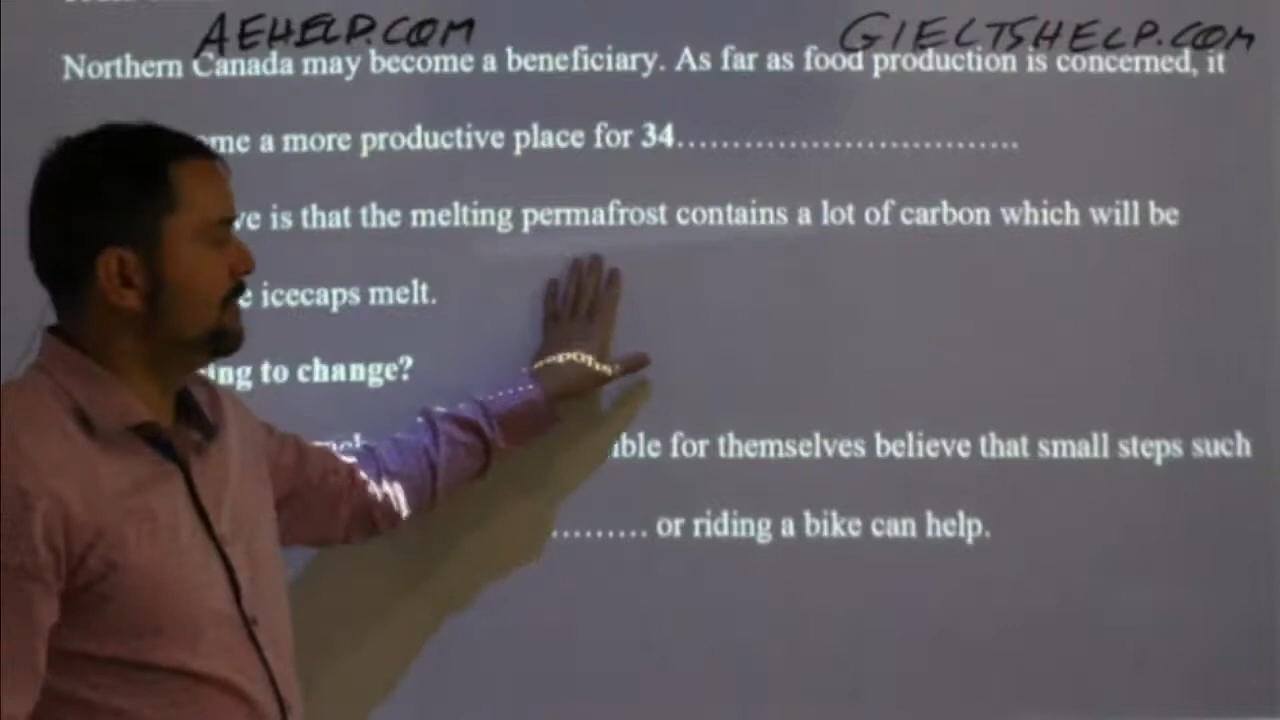 AEHELP.COM GIELTSHELP.COM
Northern Canada may become a beneficiary. As far as food production is concerned, it
me a more productive place for 34..............................
ve is that the melting permafrost contains a lot of carbon which will be
e icecaps melt.
ng to change?
ble for themselves believe that small steps such
......... or riding a bike can help.